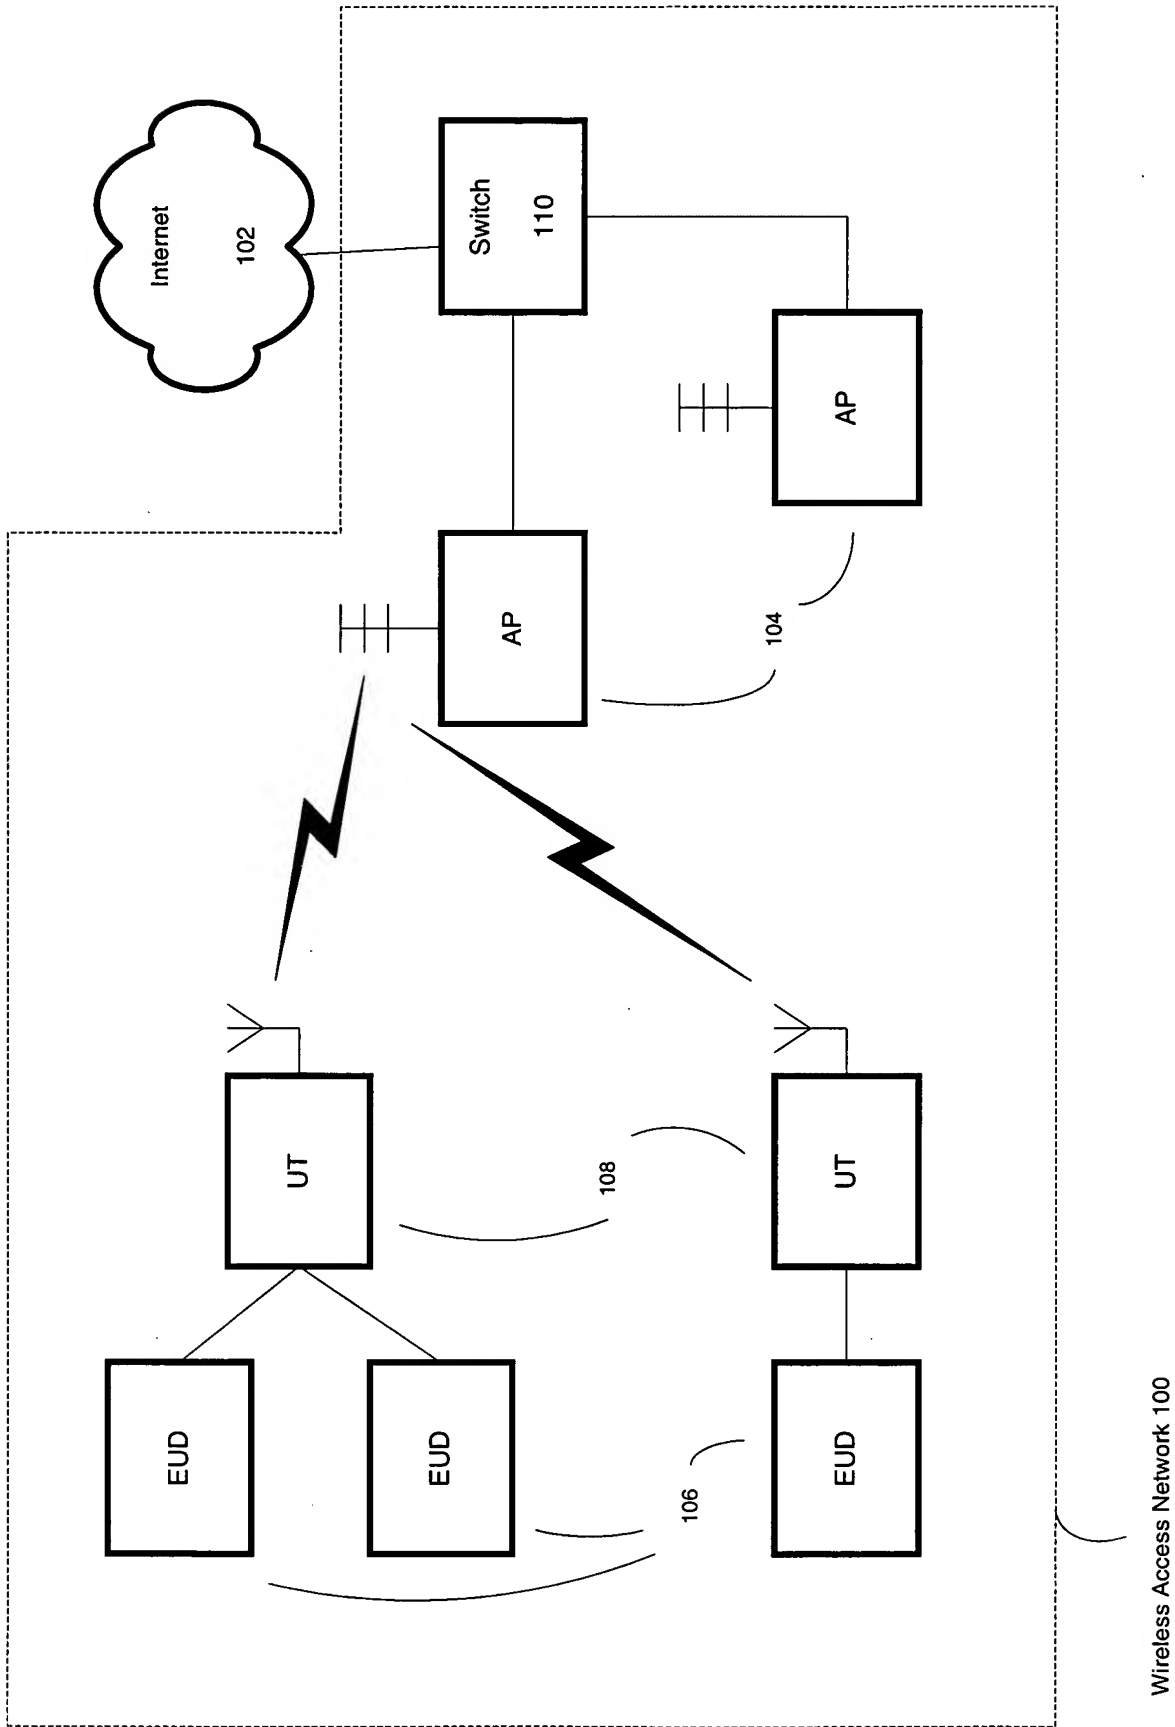 Internet
102
Switch
110
AP
AP
104
UT
UT
108
EUD
EUD
EUD
106
Wireless Access Network 100